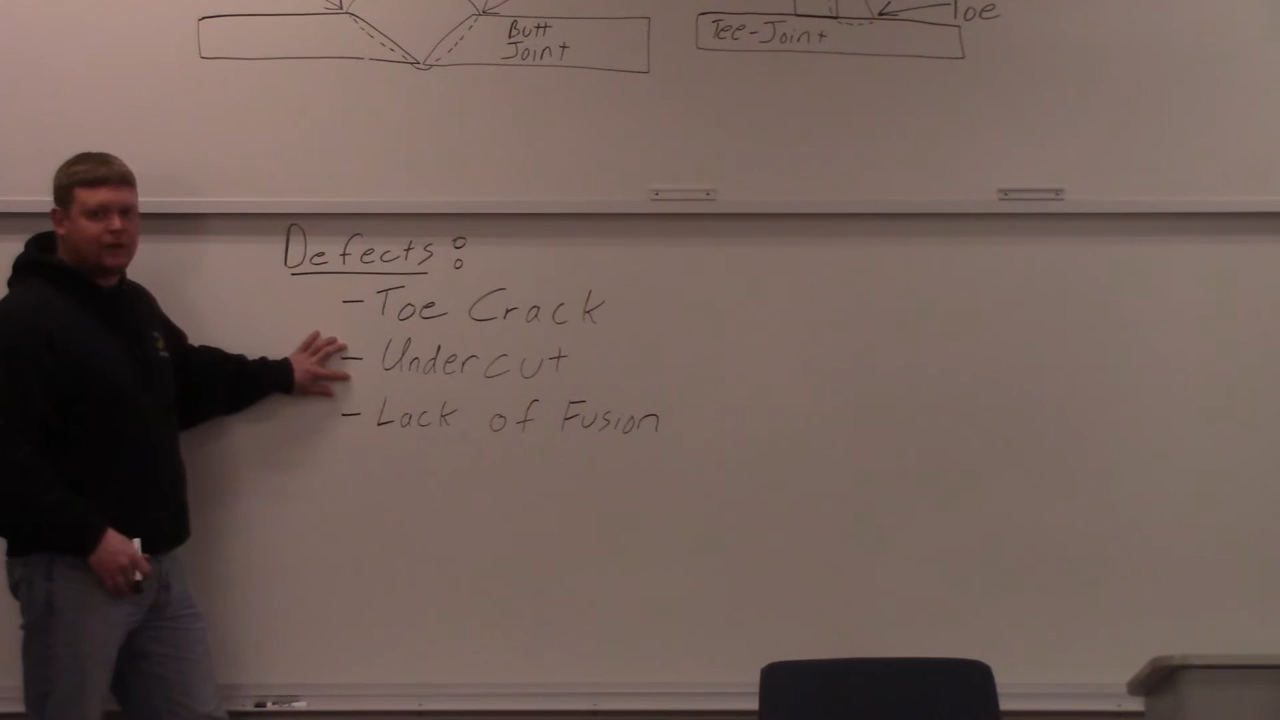 Butt
Joint
Tee-Joint
Toe
Defects:
- Toe Crack
- Undercut
- Lack of Fusion